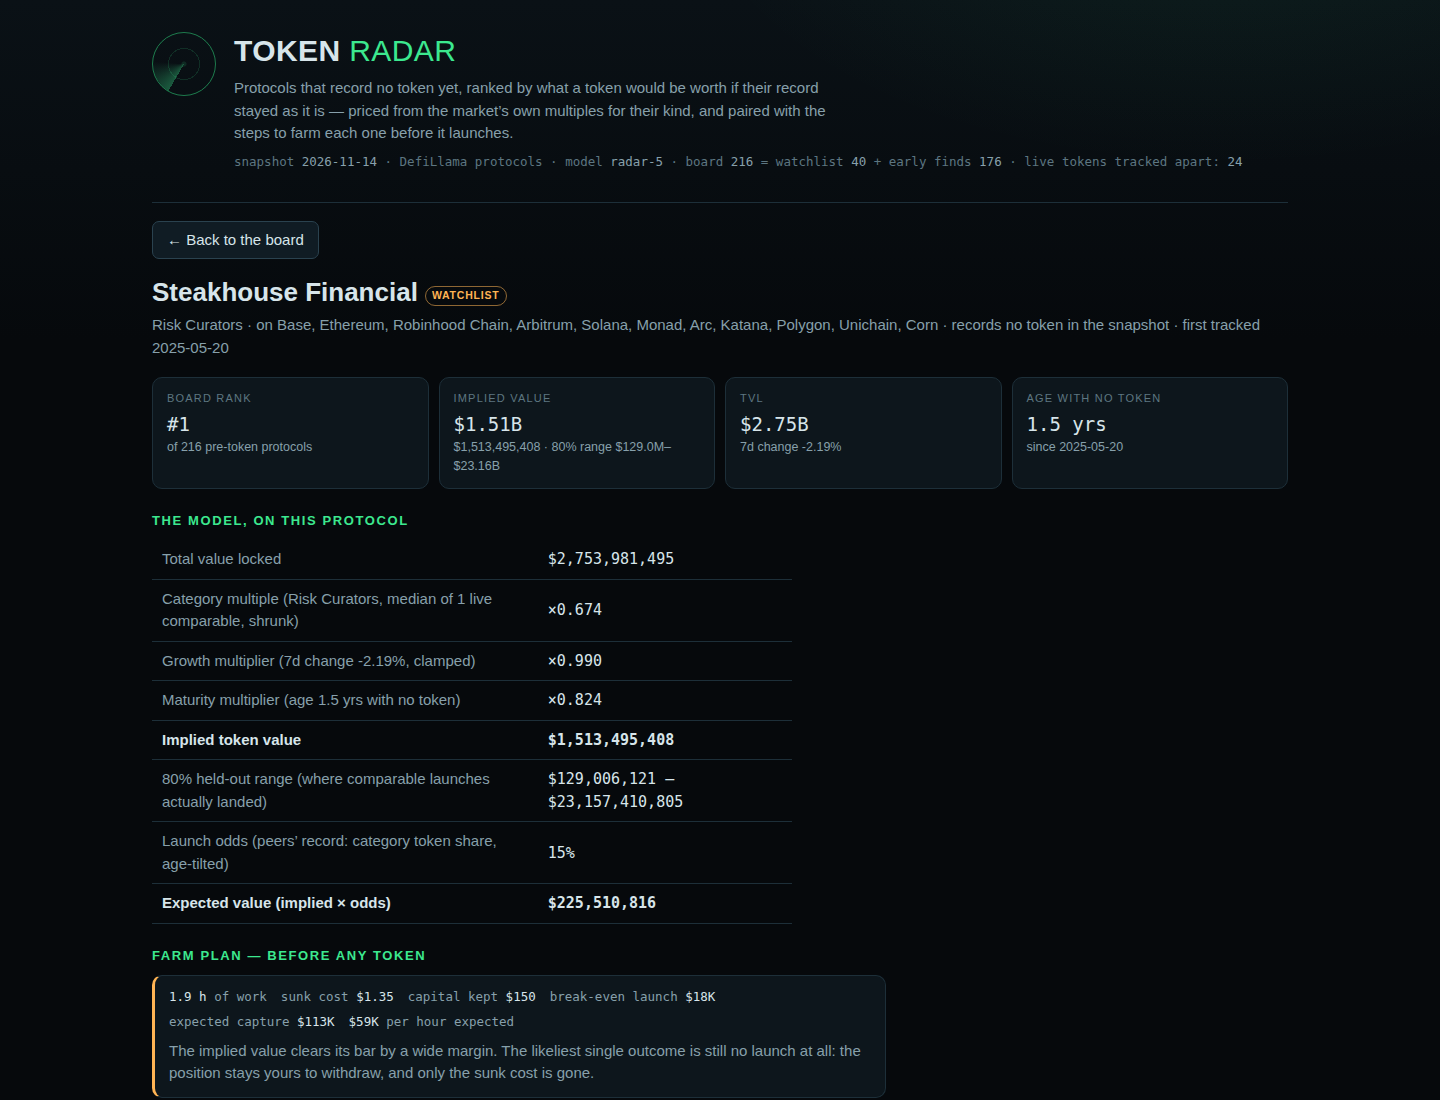 TOKEN RADAR
Protocols that record no token yet, ranked by what a token would be worth if their record
stayed as it is — priced from the market’s own multiples for their kind, and paired with the
steps to farm each one before it launches.
snapshot 2026-11-14 · DefiLlama protocols · model radar-5 · board 216 = watchlist 40 + early finds 176 · live tokens tracked apart: 24
← Back to the board
Steakhouse Financial WATCHLIST
Risk Curators · on Base, Ethereum, Robinhood Chain, Arbitrum, Solana, Monad, Arc, Katana, Polygon, Unichain, Corn · records no token in the snapshot · first tracked
2025-05-20
BOARD RANK
#1
of 216 pre-token protocols
IMPLIED VALUE
$1.51B
$1,513,495,408 · 80% range $129.0M–
$23.16B
TVL
$2.75B
7d change -2.19%
AGE WITH NO TOKEN
1.5 yrs
since 2025-05-20
THE MODEL, ON THIS PROTOCOL
Total value locked $2,753,981,495
Category multiple (Risk Curators, median of 1 live
comparable, shrunk) ×0.674
Growth multiplier (7d change -2.19%, clamped) ×0.990
Maturity multiplier (age 1.5 yrs with no token) ×0.824
Implied token value $1,513,495,408
80% held-out range (where comparable launches
actually landed) $129,006,121 –
$23,157,410,805
Launch odds (peers’ record: category token share,
age-tilted) 15%
Expected value (implied × odds) $225,510,816
FARM PLAN — BEFORE ANY TOKEN
1.9 h of work sunk cost $1.35 capital kept $150 break-even launch $18K
expected capture $113K $59K per hour expected
The implied value clears its bar by a wide margin. The likeliest single outcome is still no launch at all: the
position stays yours to withdraw, and only the sunk cost is gone.